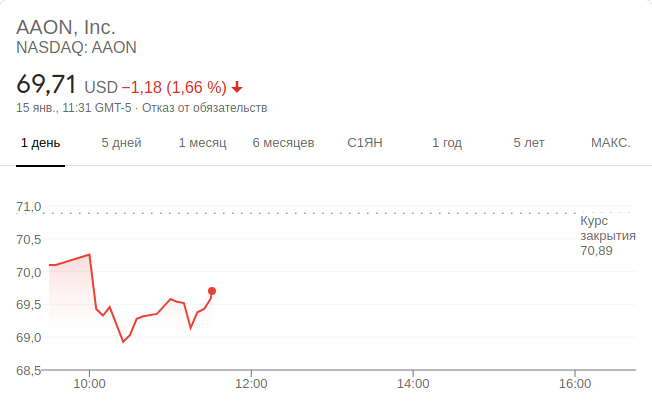 AAON, Inc.
NASDAQ: AAON
69,71 USD −1,18 (1,66 %)
15 янв., 11:31 GMT-5 · Отказ от обязательств
1 день 5 дней 1 месяц 6 месяцев С1ЯН 1 год 5 лет МАКС.
71,0
Курс
закрытия
70,89
70,5
70,0
69,5
69,0
68,5
10:00 12:00 14:00 16:00